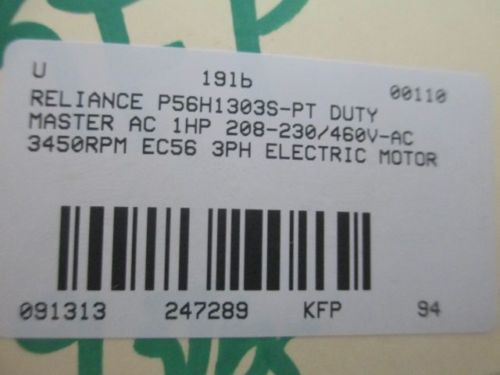 U 19lb 00110
RELIANCE P56H1303S-PT DUTY
MASTER AC 1HP 208-230/460V-AC
3450RPM EC56 3PH ELECTRIC MOTOR
091313 247289 KFP 94